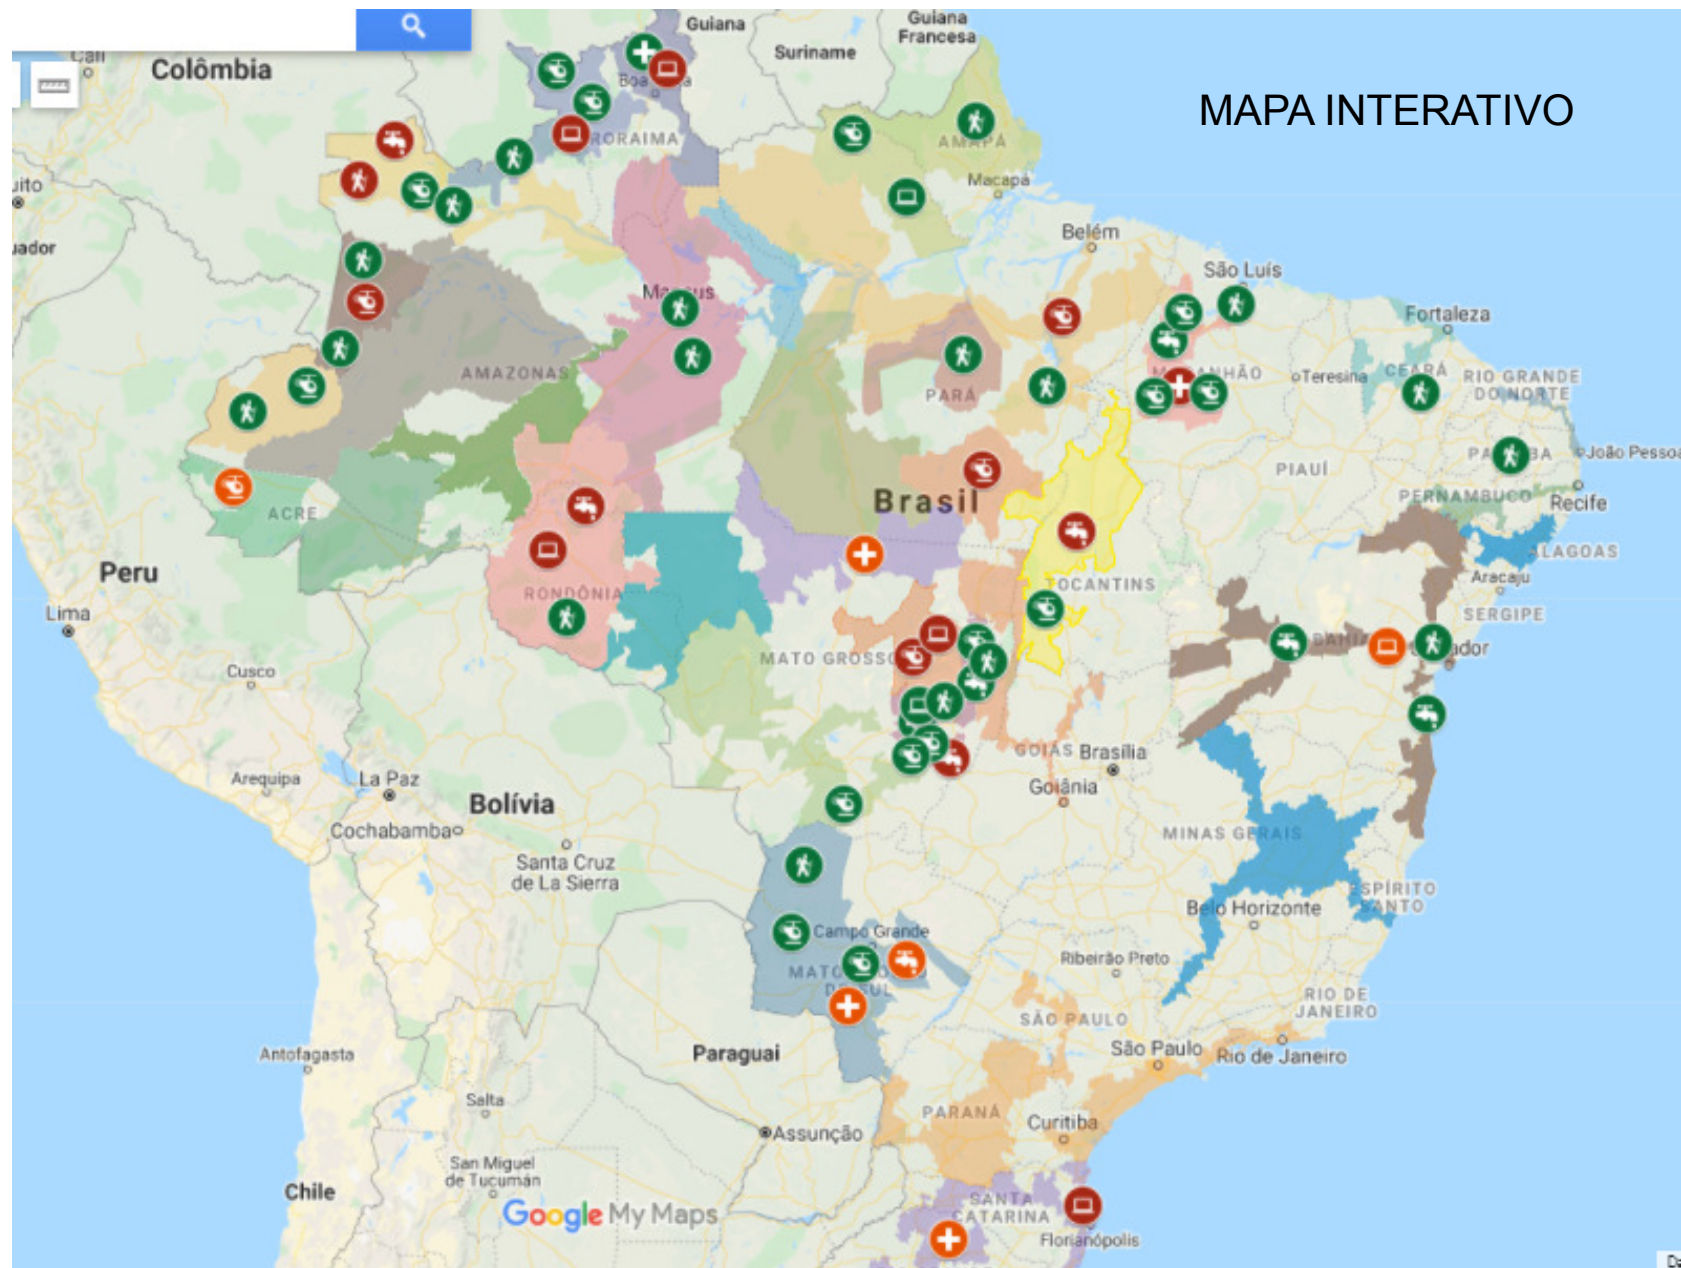 MAPA INTERATIVO
Guiana
Guiana
Francesa
Suriname
Cali
Colômbia
RORAIMA
AMAPÁ
Macapá
Belém
São Luís
Fortaleza
AMAZONAS
PARÁ
Teresina
CEARÁ
RIO GRANDE
DO NORTE
João Pessoa
PIAUÍ
PERNAMBUCO
Recife
Brasil
ACRE
ALAGOAS
Aracaju
SERGIPE
Peru
Lima
RONDÔNIA
TOCANTINS
MATO GROSSO
Cusco
GOIÁS
Brasília
Goiânia
Arequipa
La Paz
Bolívia
Cochabamba
Santa Cruz
de La Sierra
MINAS GERAIS
ESPÍRITO
SANTO
Belo Horizonte
Campo Grande
Ribeirão Preto
RIO DE
JANEIRO
SÃO PAULO
São Paulo
Rio de Janeiro
Antofagasta
Paraguai
Salta
PARANÁ
Curitiba
Assunção
San Miguel
de Tucumán
Chile
Google My Maps
SANTA
CATARINA
Florianópolis